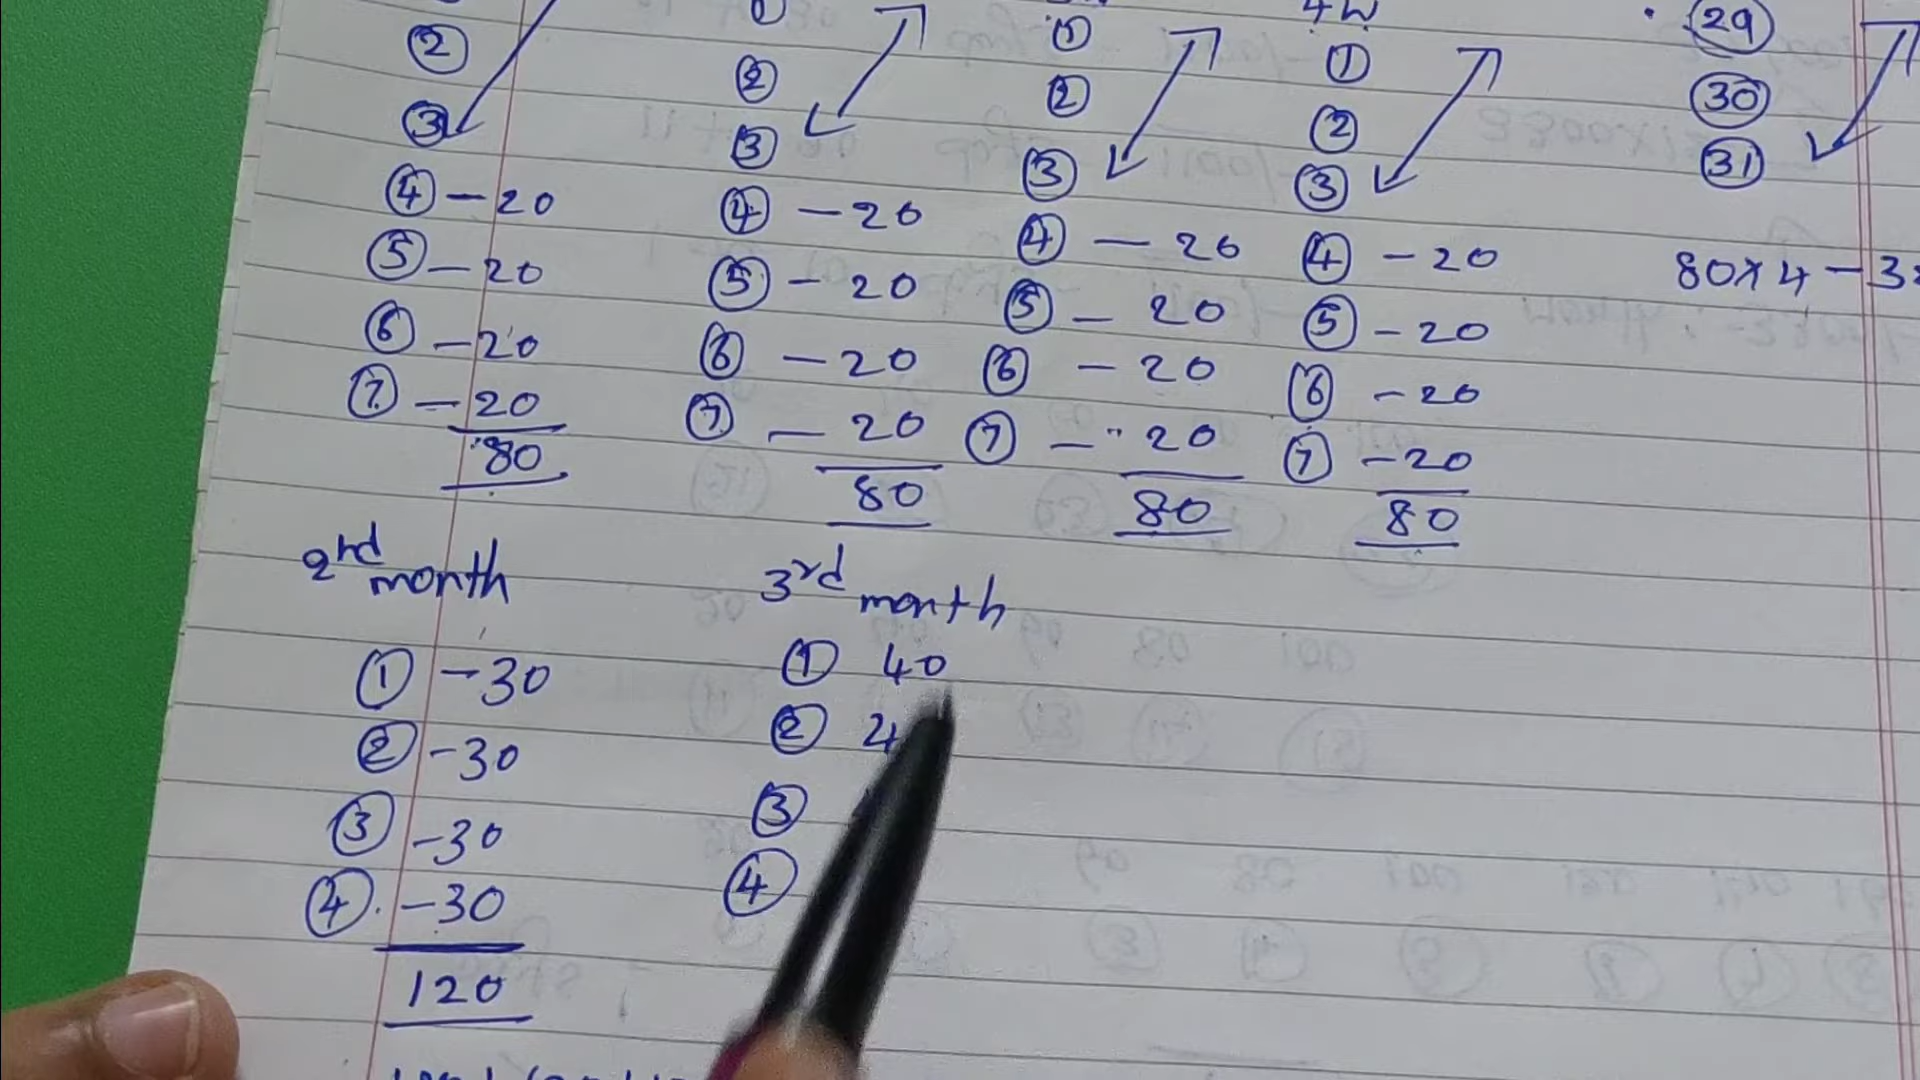 ①
② ② ① ① 29
③ ③ ② ② 30
④ - 20 ④ - 20 ③ ③ 31
⑤ - 20 ⑤ - 20 ④ - 20 ④ - 20 80x4 -
⑥ - 20 ⑥ - 20 ⑤ - 20 ⑤ - 20
⑦ - 20 ⑦ - 20 ⑥ - 20 ⑥ - 20
80 80 ⑦ - 20 ⑦ - 20
80 80
2nd month 3rd month
① - 30 ① 40
② - 30 ②
③ - 30 ③
④ - 30 ④
120